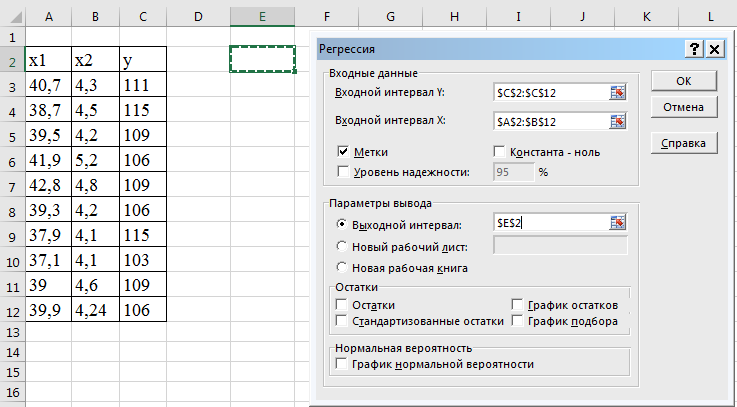 A B C D E F G H I J K L
1
2 x1 x2 y
3 40,7 4,3 111
4 38,7 4,5 115
5 39,5 4,2 109
6 41,9 5,2 106
7 42,8 4,8 109
8 39,3 4,2 106
9 37,9 4,1 115
10 37,1 4,1 103
11 39 4,6 109
12 39,9 4,24 106
13
14
15
16
Регрессия ?
Входные данные
Входной интервал Y: $C$2:$C$12
Входной интервал X: $A$2:$B$12
Метки Константа - ноль
Уровень надежности: 95 %
ОК
Отмена
Справка
Параметры вывода
Выходной интервал: $E$2
Новый рабочий лист:
Новая рабочая книга
Остатки
Остатки График остатков
Стандартизованные остатки График подбора
Нормальная вероятность
График нормальной вероятности